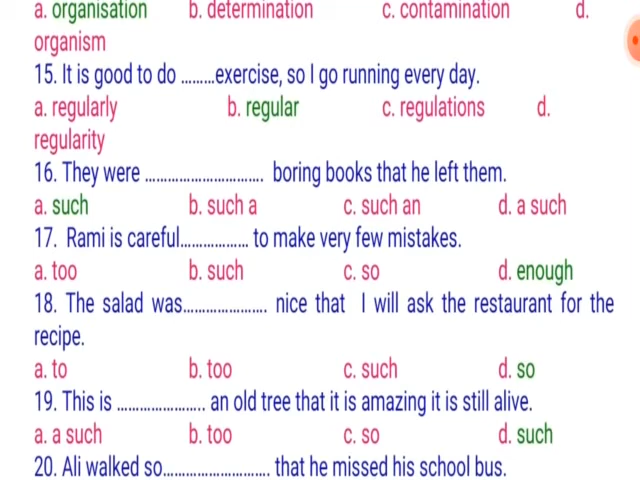 a. organisation b. determination c. contamination d.
organism
15. It is good to do ………exercise, so I go running every day.
a. regularly b. regular c. regulations d.
regularity
16. They were …………………………. boring books that he left them.
a. such b. such a c. such an d. a such
17. Rami is careful……………… to make very few mistakes.
a. too b. such c. so d. enough
18. The salad was…………………. nice that I will ask the restaurant for the
recipe.
a. to b. too c. such d. so
19. This is ………………….. an old tree that it is amazing it is still alive.
a. a such b. too c. so d. such
20. Ali walked so………………………. that he missed his school bus.